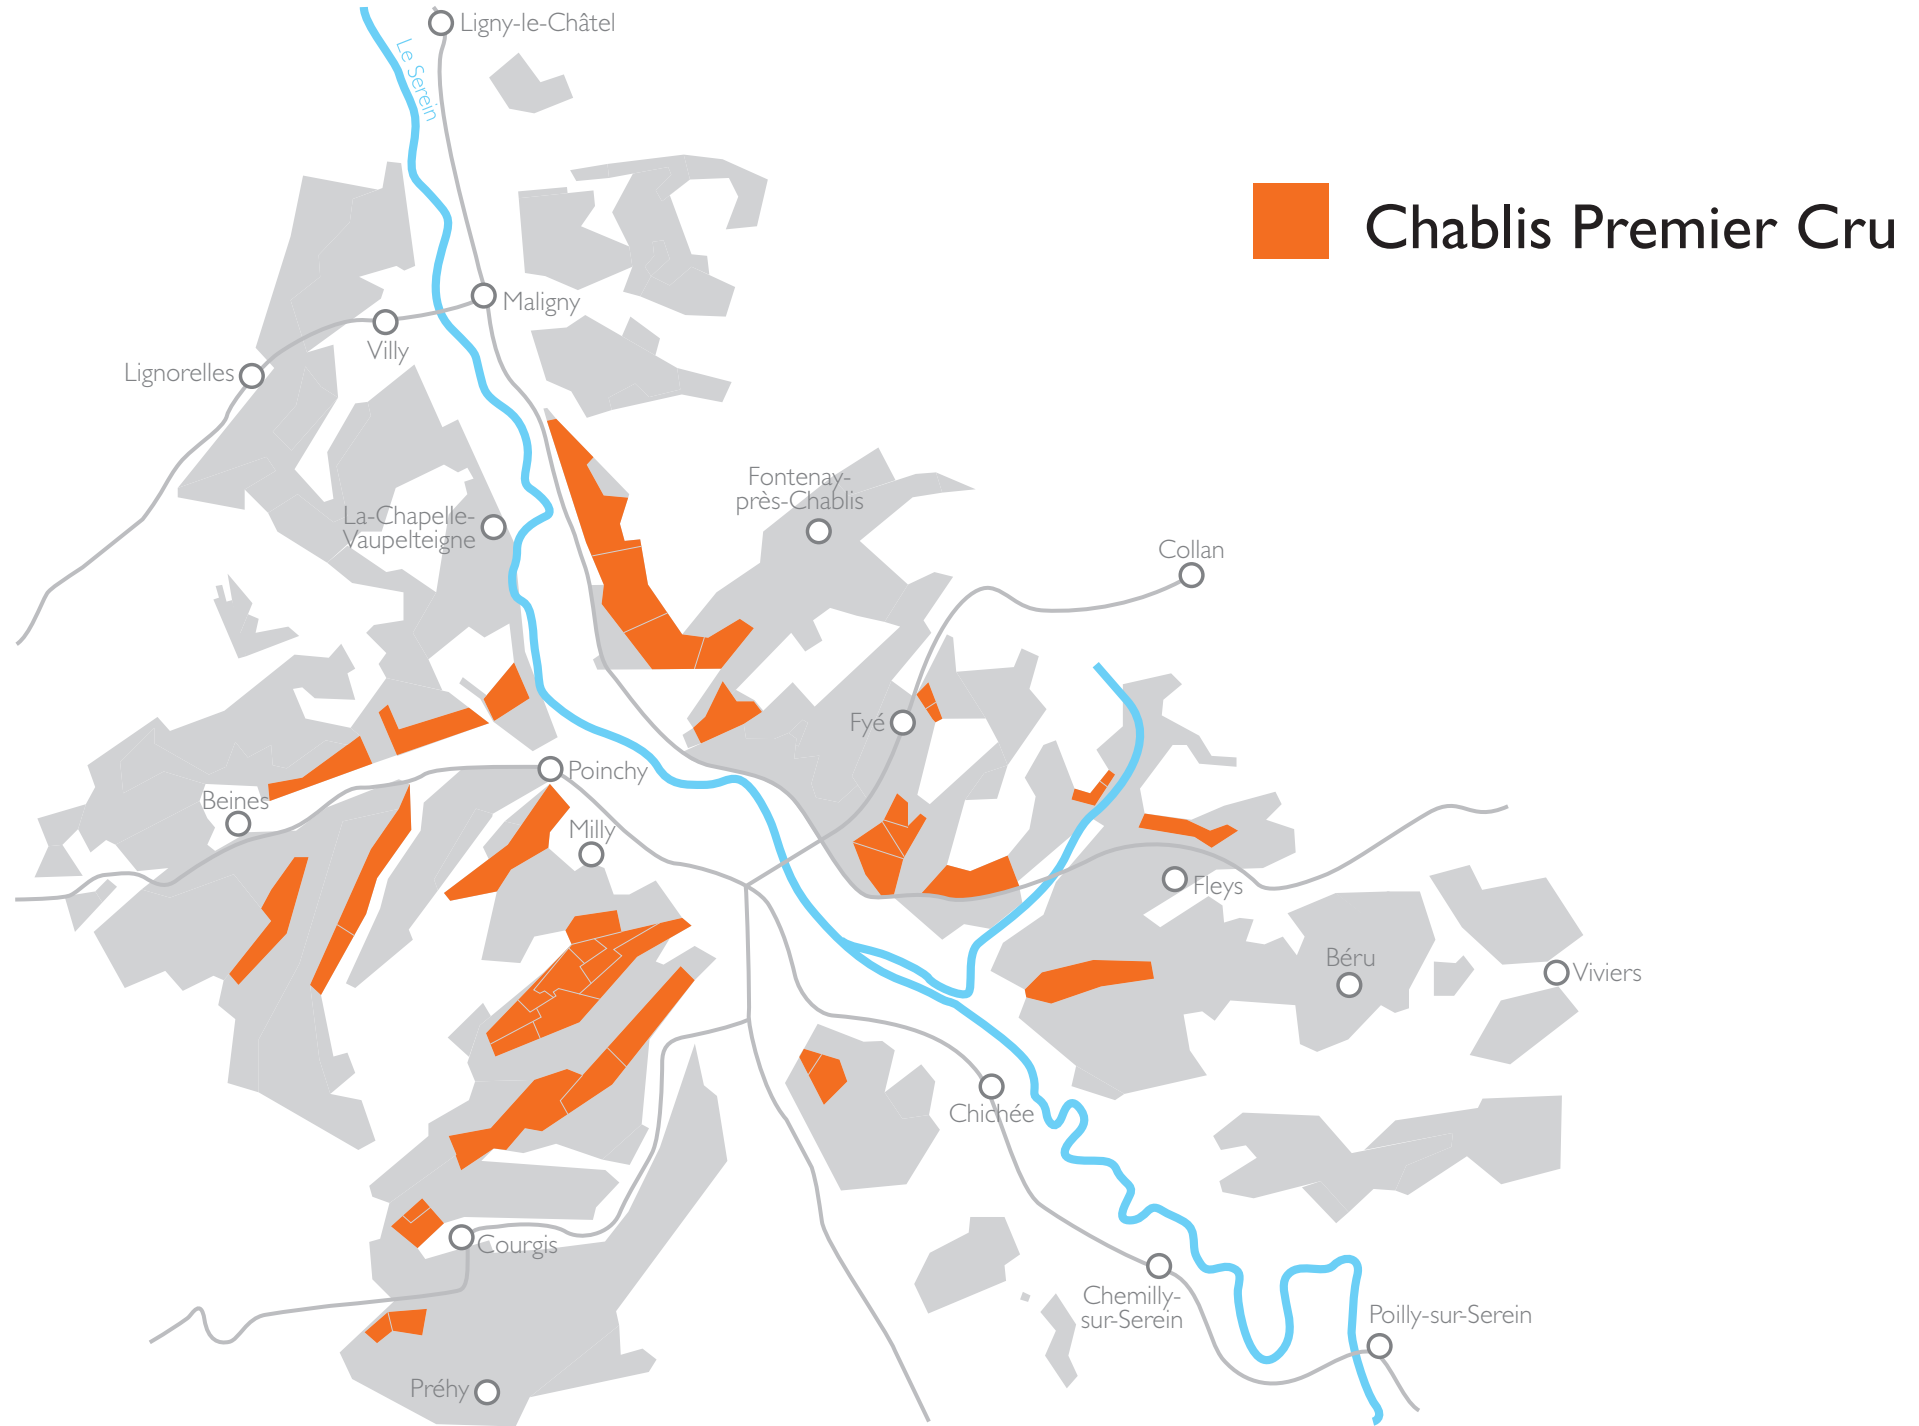 Ligny-le-Châtel
Le Serein
Chablis Premier Cru
Maligny
Villy
Lignorelles
Fontenay-
près-Chablis
La-Chapelle-
Vaupelteigne
Collan
Fyé
Poinchy
Beines
Milly
Fleys
Béru
Viviers
Chichée
Courgis
Chemilly-
sur-Serein
Poilly-sur-Serein
Préhy